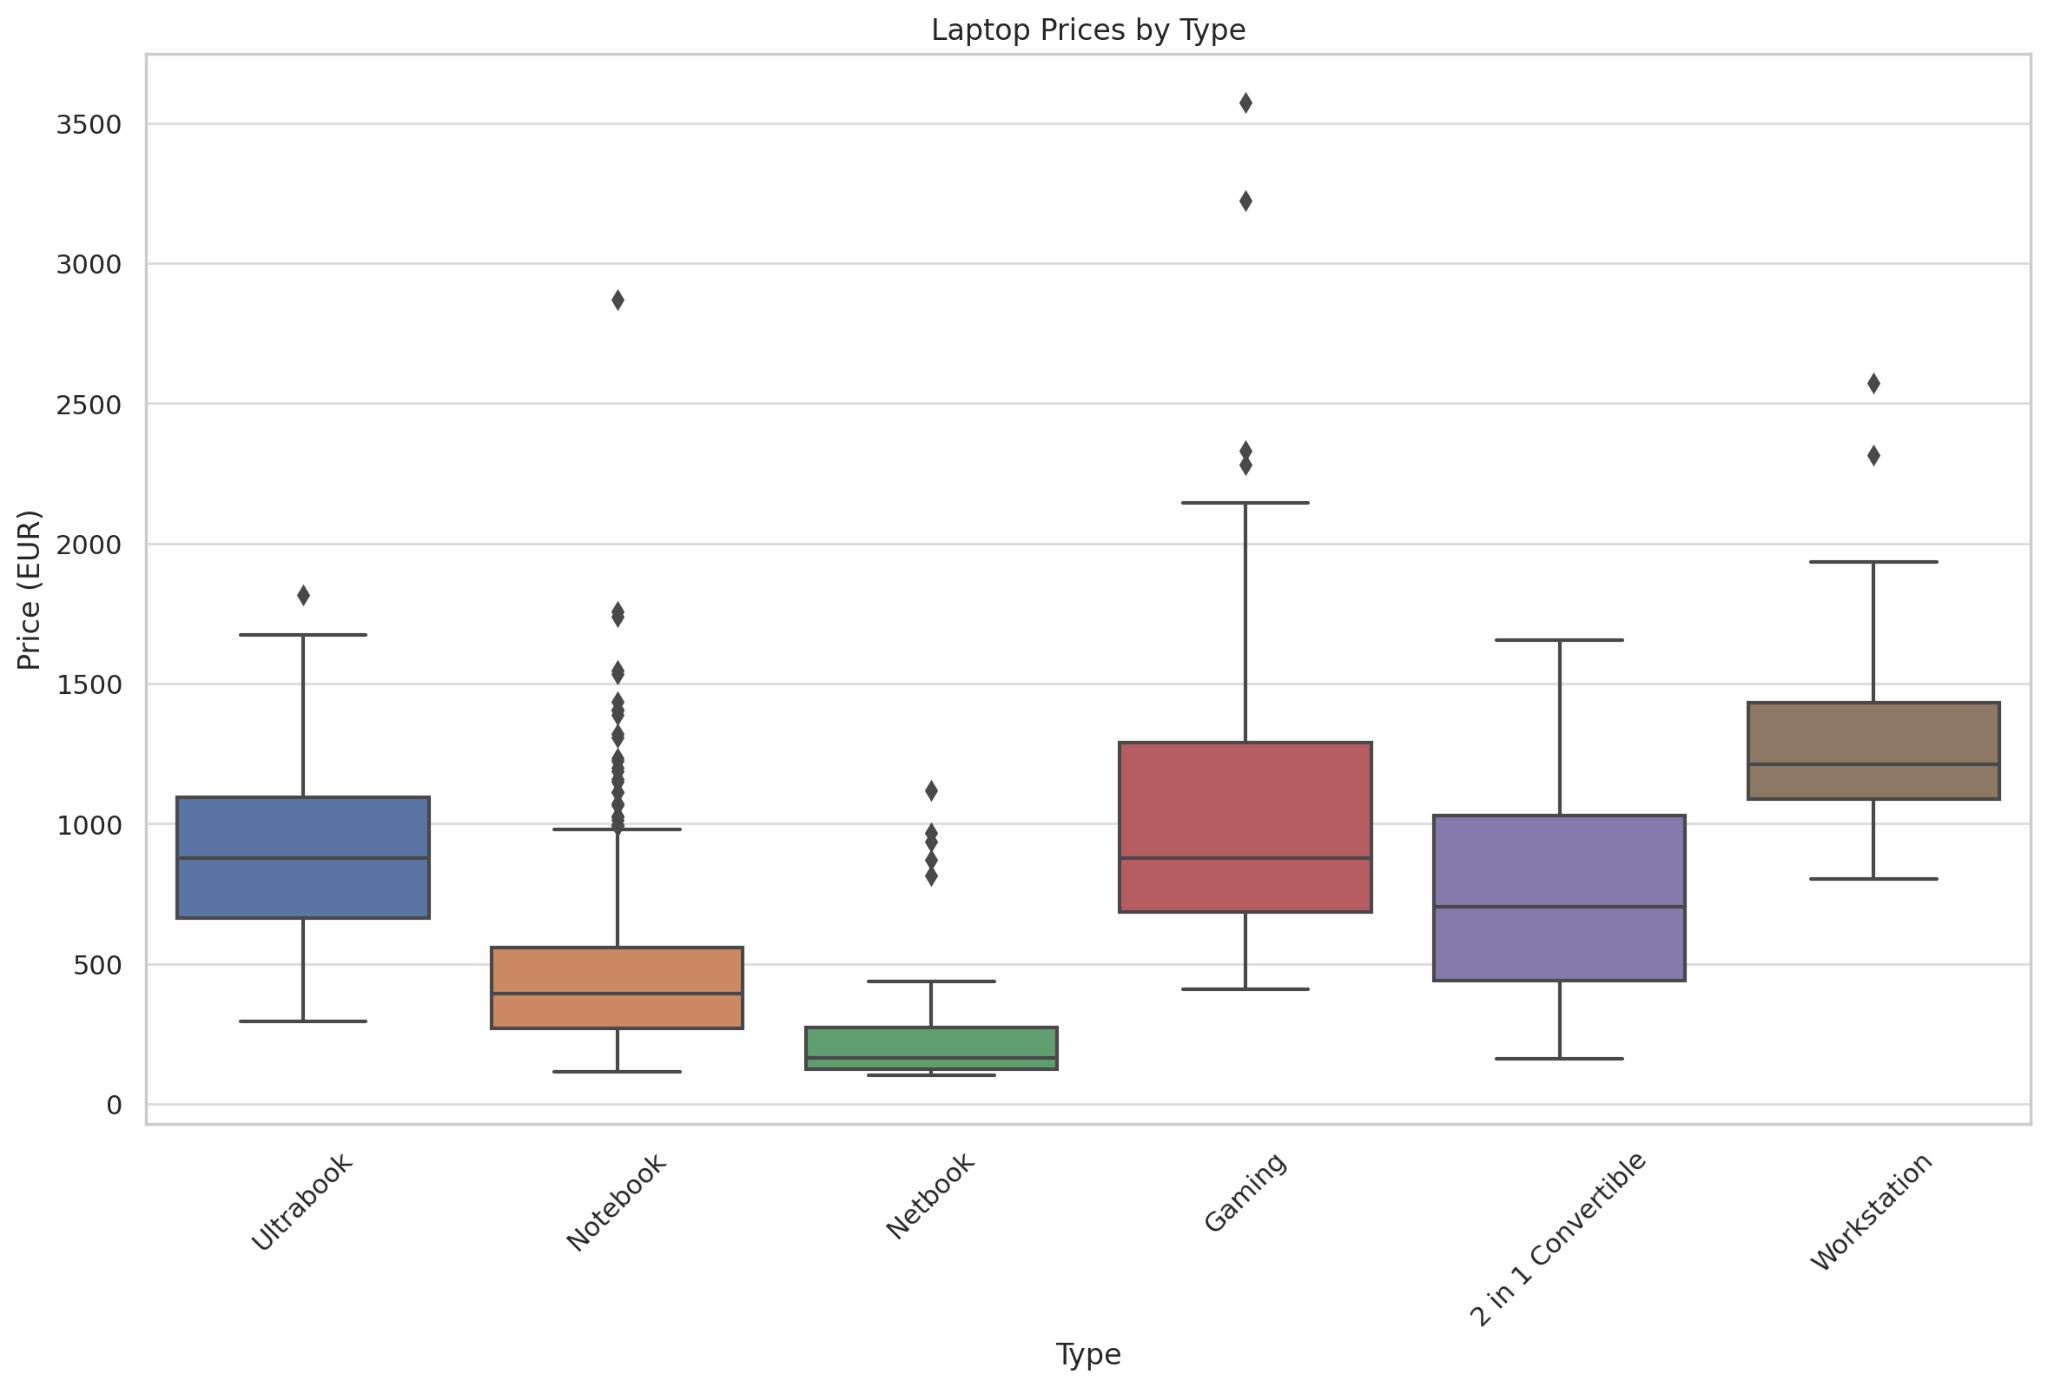 Laptop Prices by Type
Price (EUR)
3500
3000
2500
2000
1500
1000
500
0
Ultrabook
Notebook
Netbook
Gaming
2 in 1 Convertible
Workstation
Type